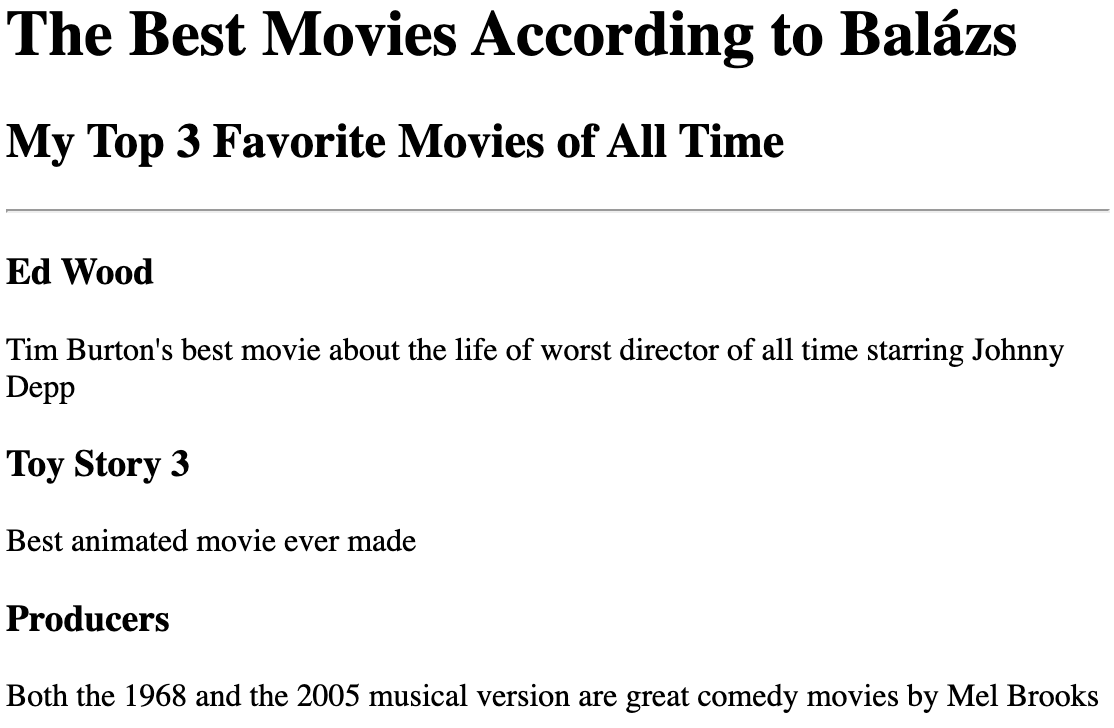 The Best Movies According to Balázs
My Top 3 Favorite Movies of All Time
Ed Wood
Tim Burton's best movie about the life of worst director of all time starring Johnny
Depp
Toy Story 3
Best animated movie ever made
Producers
Both the 1968 and the 2005 musical version are great comedy movies by Mel Brooks